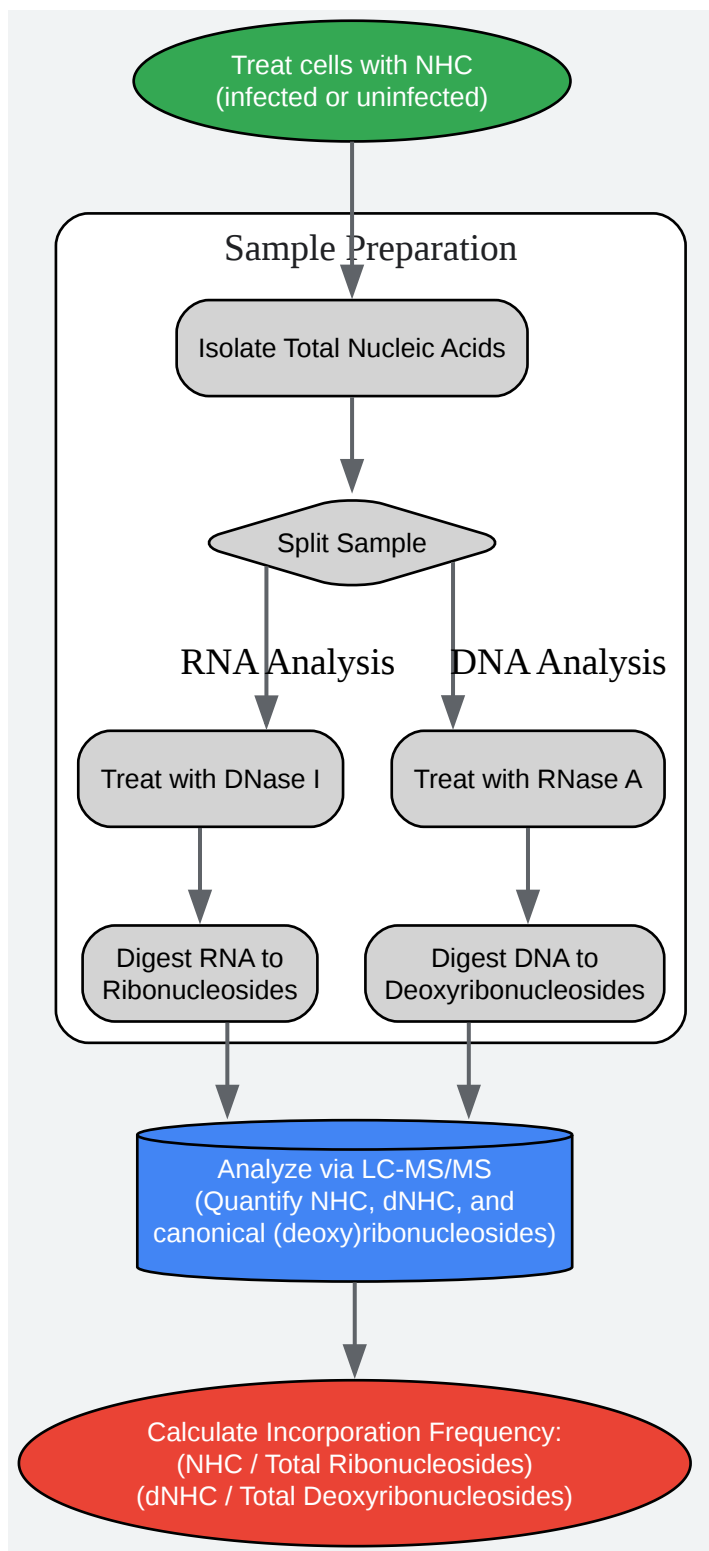 Treat cells with NHC
(infected or uninfected)
Sample Preparation
Isolate Total Nucleic Acids
Split Sample
RNA Analysis
DNA Analysis
Treat with DNase I
Treat with RNase A
Digest RNA to
Ribonucleosides
Digest DNA to
Deoxyribonucleosides
Analyze via LC-MS/MS
(Quantify NHC, dNHC, and
canonical (deoxy)ribonucleosides)
Calculate Incorporation Frequency:
(NHC / Total Ribonucleosides)
(dNHC / Total Deoxyribonucleosides)